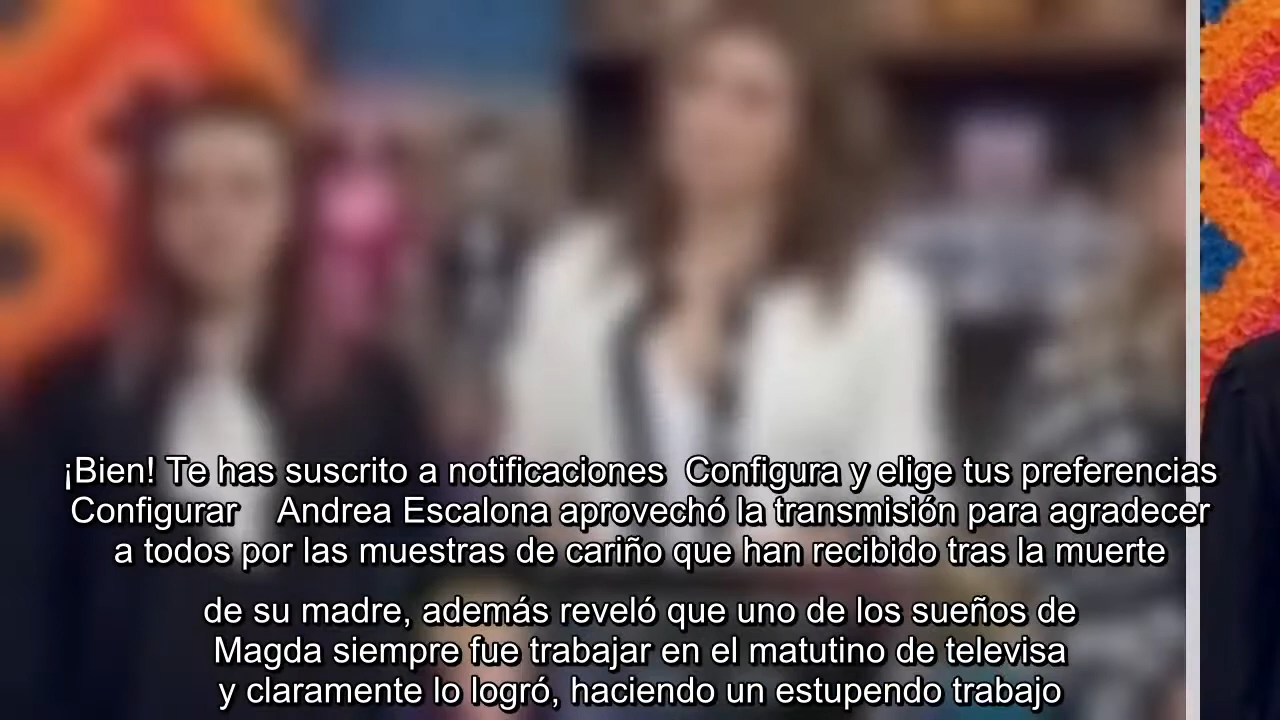 ¡Bien! Te has suscrito a notificaciones  Configura y elige tus preferencias
Configurar    Andrea Escalona aprovechó la transmisión para agradecer
a todos por las muestras de cariño que han recibido tras la muerte
de su madre, además reveló que uno de los sueños de
Magda siempre fue trabajar en el matutino de televisa
y claramente lo logró, haciendo un estupendo trabajo